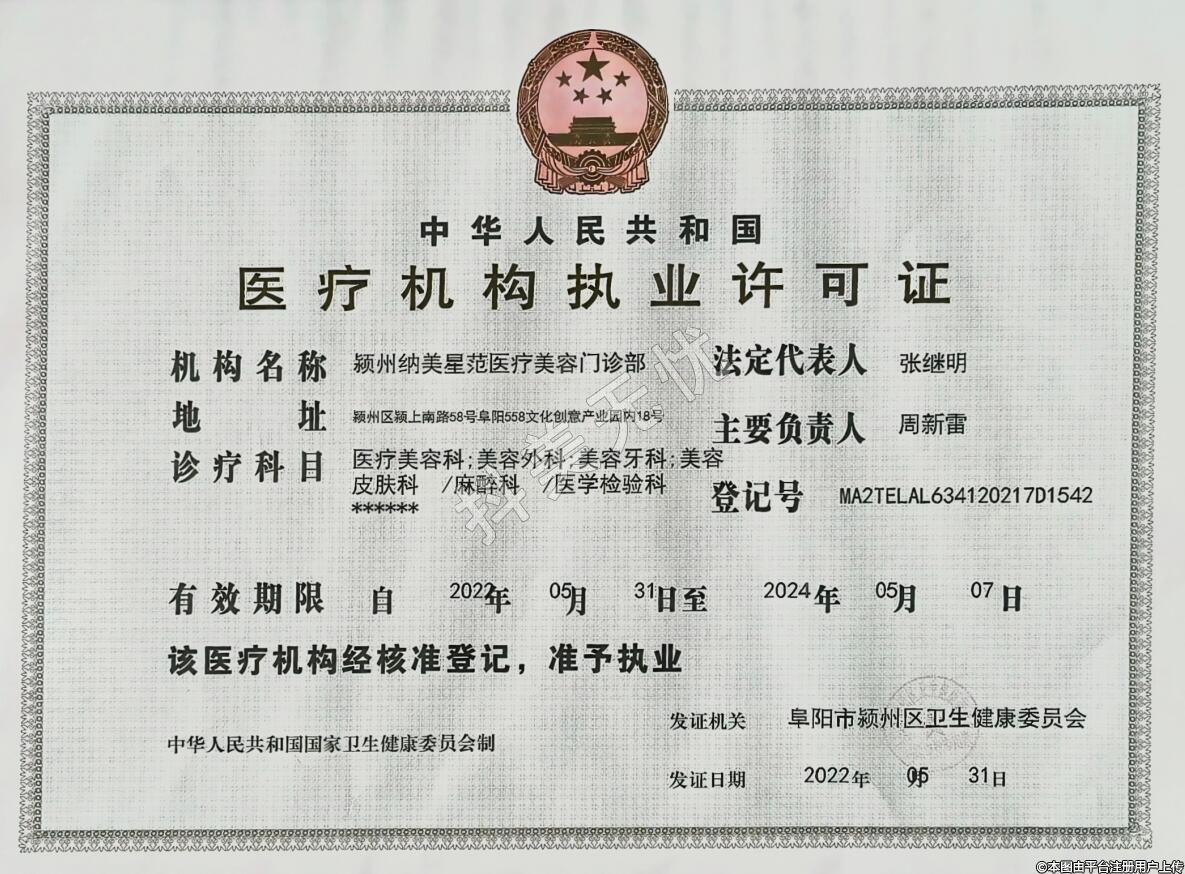 中华人民共和国
医疗机构执业许可证
机构名称 颍州纳美星范医疗美容门诊部
法定代表人 张继明
地址 颍州区颍上南路58号阜阳558文化创意产业园内18号
主要负责人 周新雷
诊疗科目 医疗美容科;美容外科;美容牙科;美容
皮肤科 /麻醉科 /医学检验科
******
登记号 MA2TELAL634120217D1542
有效期限 自 2022年 05月 31日至 2024年 05月 07日
该医疗机构经核准登记，准予执业
发证机关 阜阳市颍州区卫生健康委员会
中华人民共和国国家卫生健康委员会制
发证日期 2022年 05月 31日
择美无忧
©本图由平台注册用户上传